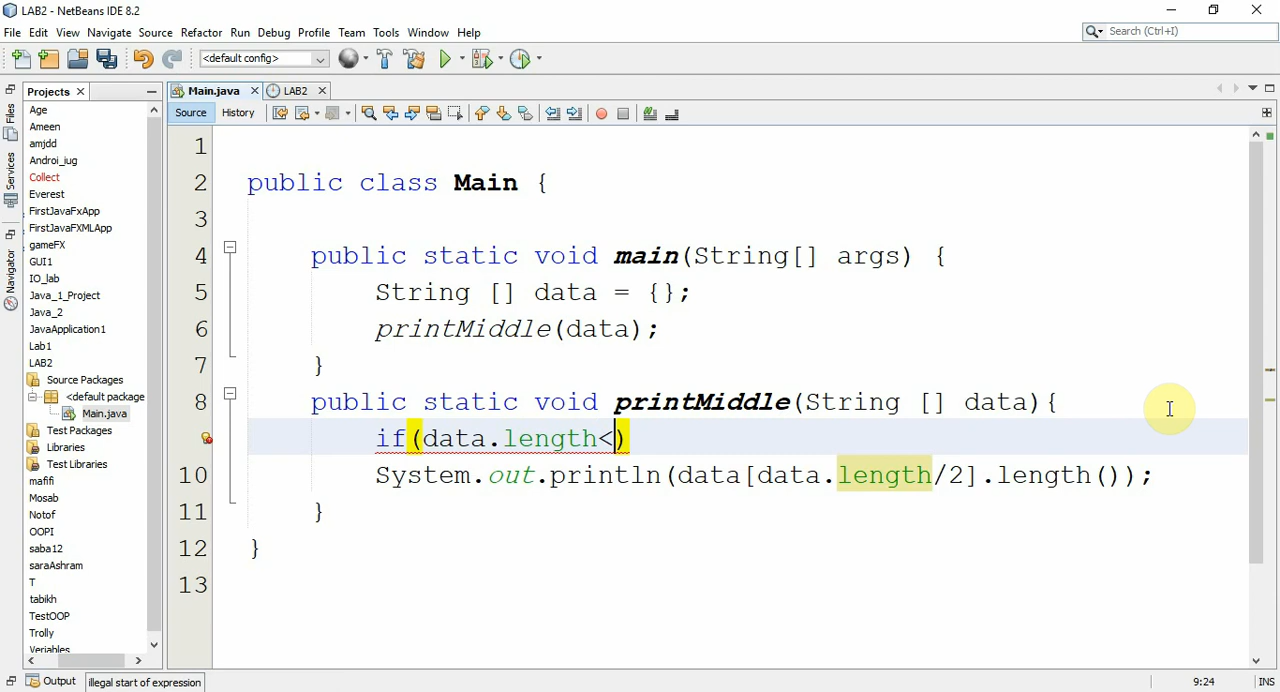 LAB2 - NetBeans IDE 8.2
File Edit View Navigate Source Refactor Run Debug Profile Team Tools Window Help
Search (Ctrl+I)
<default config>
Projects
Main.java
LAB2
Source
History
Files
Services
Navigator
Age
Ameen
amjdd
Androi_iug
Collect
Everest
FirstJavaFxApp
FirstJavaFXMLApp
gameFX
GUI1
IO_lab
Java_1_Project
Java_2
JavaApplication1
Lab1
LAB2
Source Packages
<default package
Main.java
Test Packages
Libraries
Test Libraries
mafifi
Mosab
Notof
OOPI
saba12
saraAshram
T
tabikh
TestOOP
Trolly
Veriables
1
2 public class Main {
3
4 public static void main(String[] args) {
5 String [] data = {};
6 printMiddle(data);
7 }
8 public static void printMiddle(String [] data){
if(data.length<)
10 System.out.println(data[data.length/2].length());
11 }
12 }
13
Output
illegal start of expression
9:24
INS